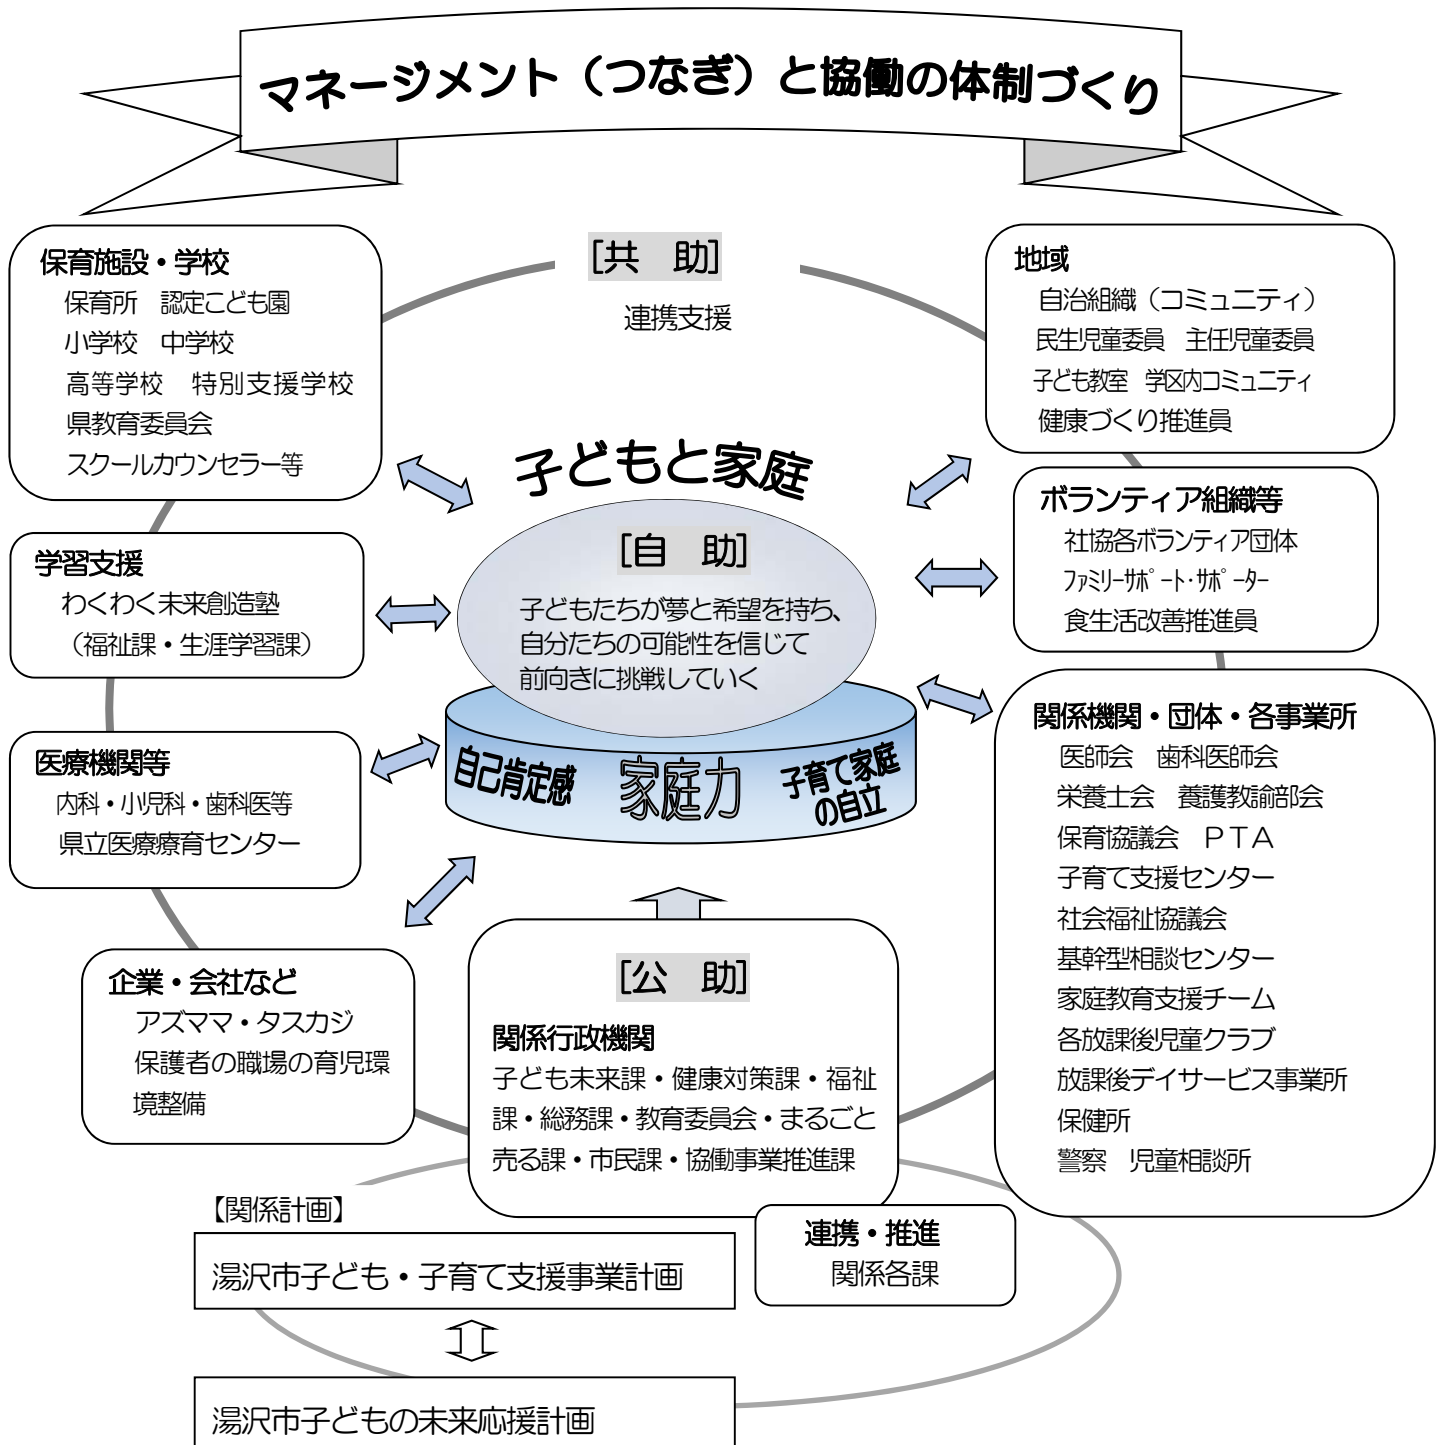 マネージメント（つなぎ）と協働の体制づくり
[共　助]
連携支援
保育施設・学校
保育所　認定こども園
小学校　中学校
高等学校　特別支援学校
県教育委員会
スクールカウンセラー等
学習支援
わくわく未来創造塾
（福祉課・生涯学習課）
医療機関等
内科・小児科・歯科医等
県立医療療育センター
企業・会社など
アズママ・タスカジ
保護者の職場の育児環
境整備
子どもと家庭
[自　助]
子どもたちが夢と希望を持ち、
自分たちの可能性を信じて
前向きに挑戦していく
自己肯定感
家庭力
子育て家庭
の自立
地域
自治組織（コミュニティ）
民生児童委員　主任児童委員
子ども教室　学区内コミュニティ
健康づくり推進員
ボランティア組織等
社協各ボランティア団体
ﾌｧﾐﾘｰｻﾎﾟｰﾄ･ｻﾎﾟｰﾀｰ
食生活改善推進員
関係機関・団体・各事業所
医師会　歯科医師会
栄養士会　養護教諭部会
保育協議会　ＰＴＡ
子育て支援センター
社会福祉協議会
基幹型相談センター
家庭教育支援チーム
各放課後児童クラブ
放課後デイサービス事業所
保健所
警察　児童相談所
[公　助]
関係行政機関
子ども未来課・健康対策課・福祉
課・総務課・教育委員会・まるごと
売る課・市民課・協働事業推進課
連携・推進
関係各課
【関係計画】
湯沢市子ども・子育て支援事業計画
湯沢市子どもの未来応援計画